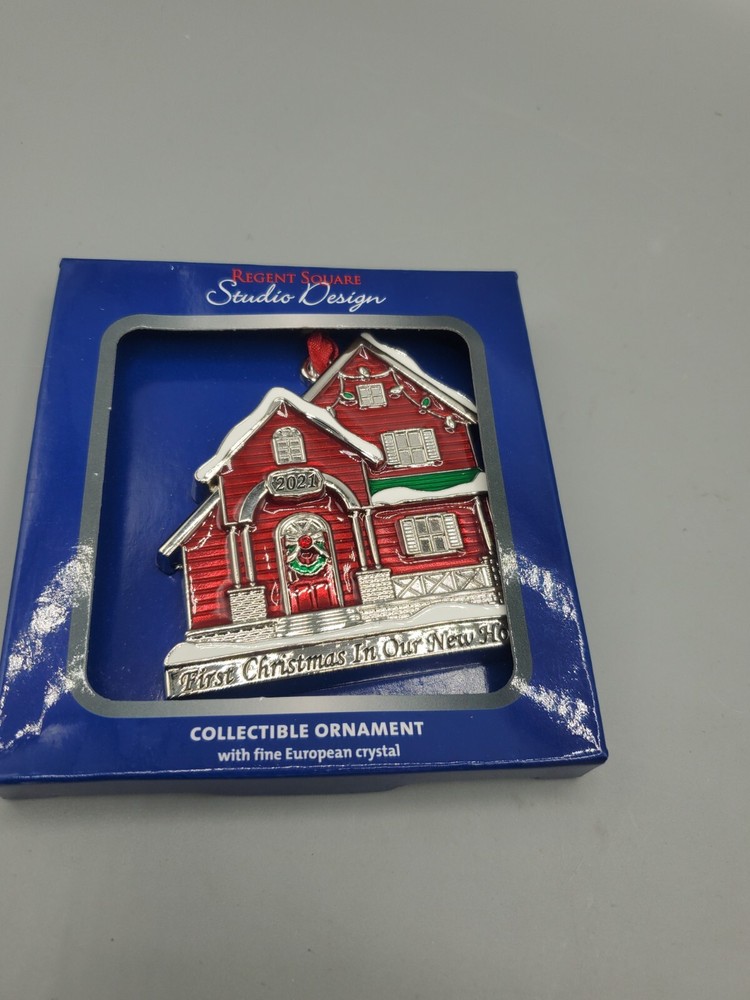 REGENT SQUARE
Studio Design
2021
First Christmas In Our New Ho
COLLECTIBLE ORNAMENT
with fine European crystal